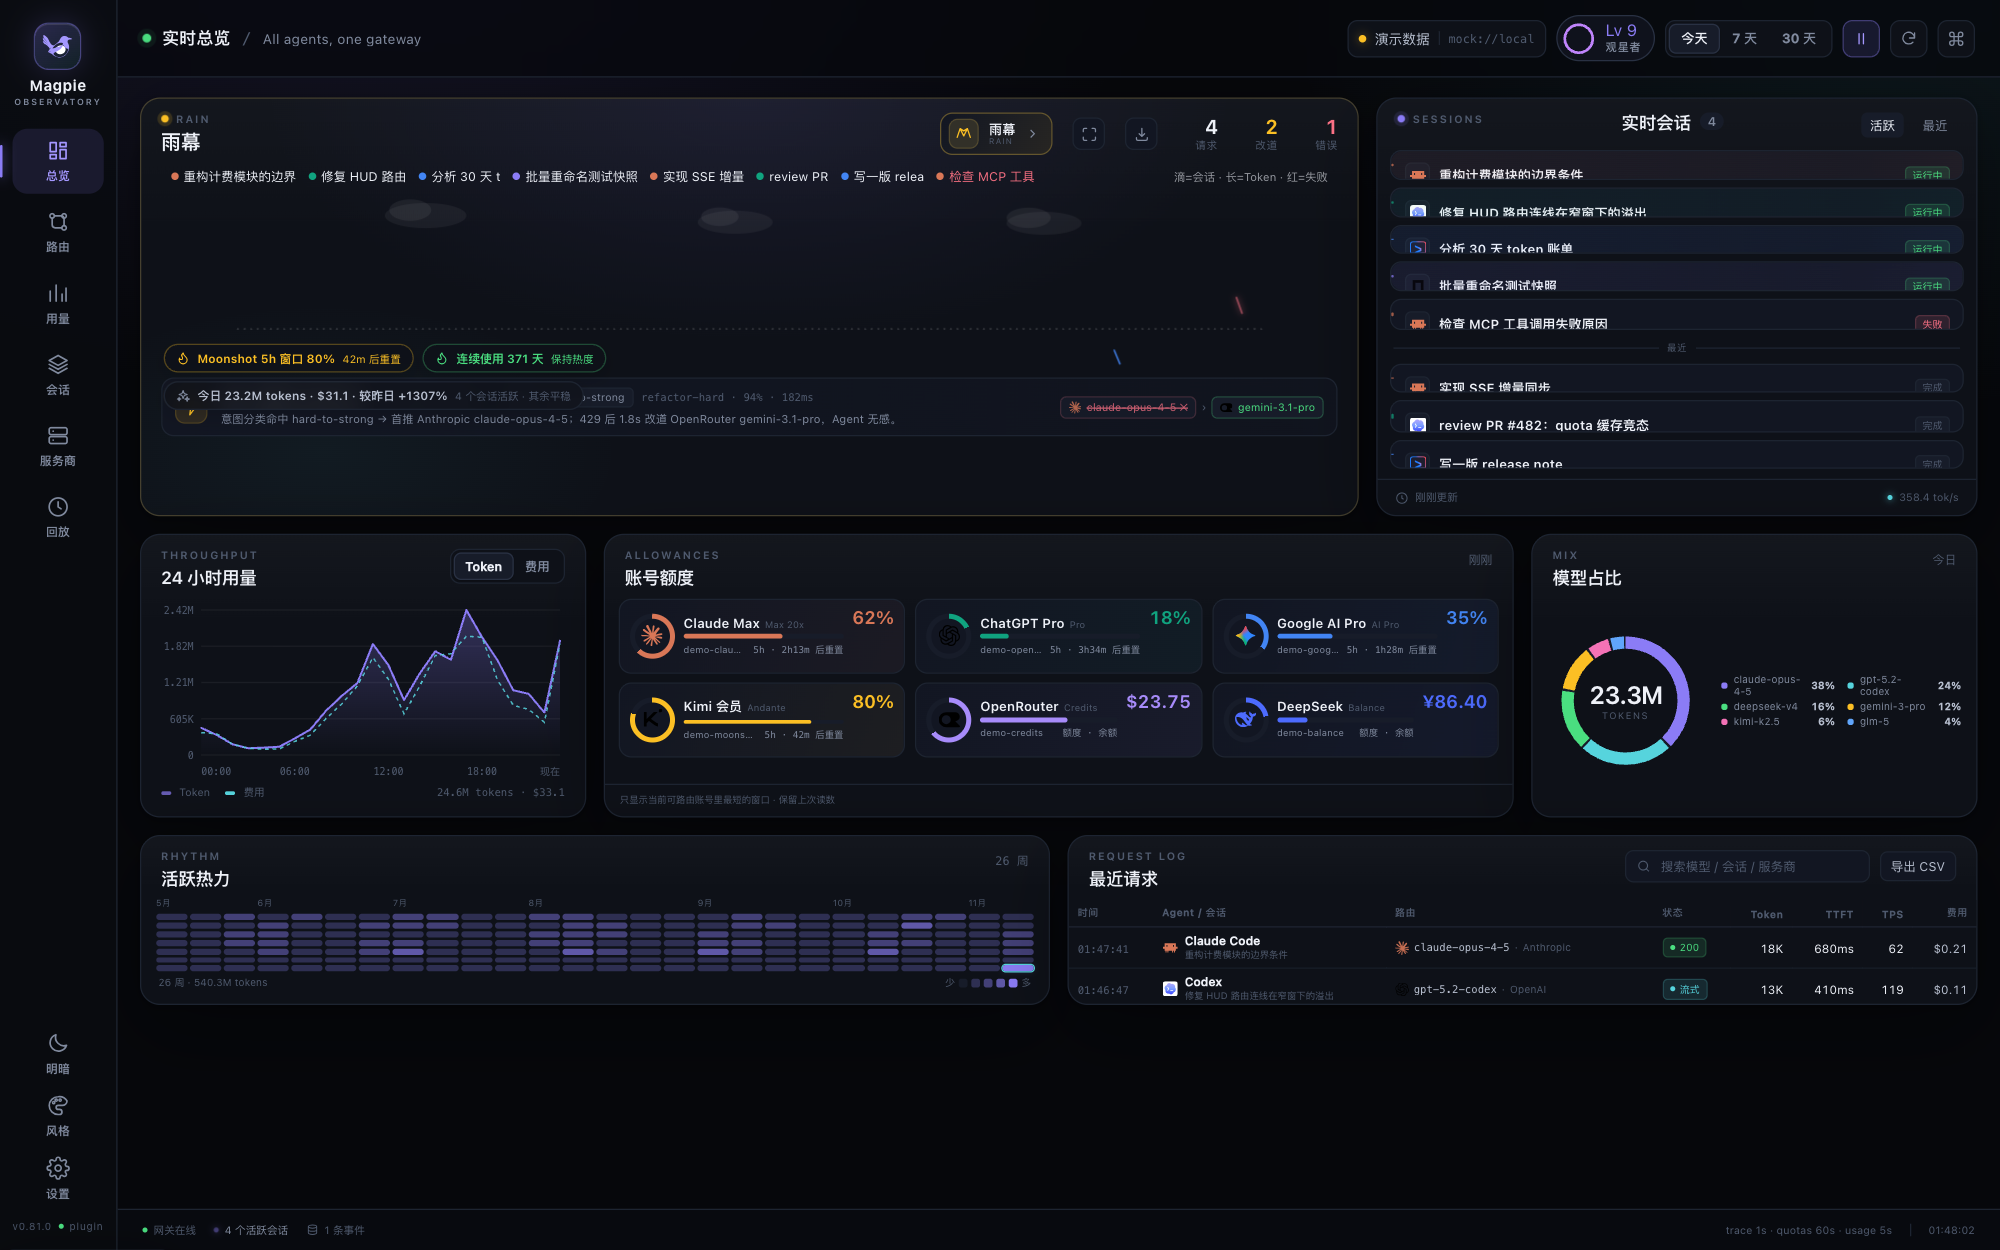 Magpie
OBSERVATORY
总览
路由
用量
会话
服务商
回放
明暗
风格
设置
v0.81.0 plugin
实时总览 / All agents, one gateway
演示数据 mock://local
Lv 9
观星者
今天 7 天 30 天
RAIN
雨幕
雨幕
RAIN
4 请求
2 改道
1 错误
重构计费模块的边界 修复 HUD 路由 分析 30 天 t 批量重命名测试快照 实现 SSE 增量 review PR 写一版 relea 检查 MCP 工具
滴=会话 · 长=Token · 红=失败
Moonshot 5h 窗口 80% 42m 后重置
连续使用 371 天 保持热度
今日 23.2M tokens · $31.1 · 较昨日 +1307% 4 个会话活跃 · 其余平稳
-strong refactor-hard · 94% · 182ms
意图分类命中 hard-to-strong → 首推 Anthropic claude-opus-4-5；429 后 1.8s 改道 OpenRouter gemini-3.1-pro，Agent 无感。
claude-opus-4-5 ✕ › gemini-3.1-pro
SESSIONS
实时会话 4
活跃 最近
重构计费模块的边界条件 运行中
修复 HUD 路由连线在窄窗下的溢出 运行中
分析 30 天 token 账单 运行中
批量重命名测试快照 运行中
检查 MCP 工具调用失败原因 失败
最近
实现 SSE 增量同步 完成
review PR #482：quota 缓存竞态 完成
写一版 release note 完成
刚刚更新 358.4 tok/s
THROUGHPUT
24 小时用量
Token 费用
2.42M
1.82M
1.21M
605K
0
00:00 06:00 12:00 18:00 现在
Token 费用 24.6M tokens · $33.1
ALLOWANCES
账号额度
刚刚
Claude Max Max 20x 62%
demo-clau… 5h · 2h13m 后重置
ChatGPT Pro Pro 18%
demo-open… 5h · 3h34m 后重置
Google AI Pro AI Pro 35%
demo-goog… 5h · 1h28m 后重置
Kimi 会员 Andante 80%
demo-moons… 5h · 42m 后重置
OpenRouter Credits $23.75
demo-credits 额度 · 余额
DeepSeek Balance ¥86.40
demo-balance 额度 · 余额
只显示当前可路由账号里最短的窗口 · 保留上次读数
MIX
模型占比
今日
23.3M
TOKENS
claude-opus-4-5 38%
gpt-5.2-codex 24%
deepseek-v4 16%
gemini-3-pro 12%
kimi-k2.5 6%
glm-5 4%
RHYTHM
活跃热力
26 周
5月 6月 7月 8月 9月 10月 11月
26 周 · 540.3M tokens
少 多
REQUEST LOG
最近请求
搜索模型 / 会话 / 服务商
导出 CSV
时间 Agent / 会话 路由 状态 Token TTFT TPS 费用
01:47:41 Claude Code claude-opus-4-5 · Anthropic 200 18K 680ms 62 $0.21
重构计费模块的边界条件
01:46:47 Codex gpt-5.2-codex · OpenAI 流式 13K 410ms 119 $0.11
修复 HUD 路由连线在窄窗下的溢出
网关在线 4 个活跃会话 1 条事件
trace 1s · quotas 60s · usage 5s 01:48:02